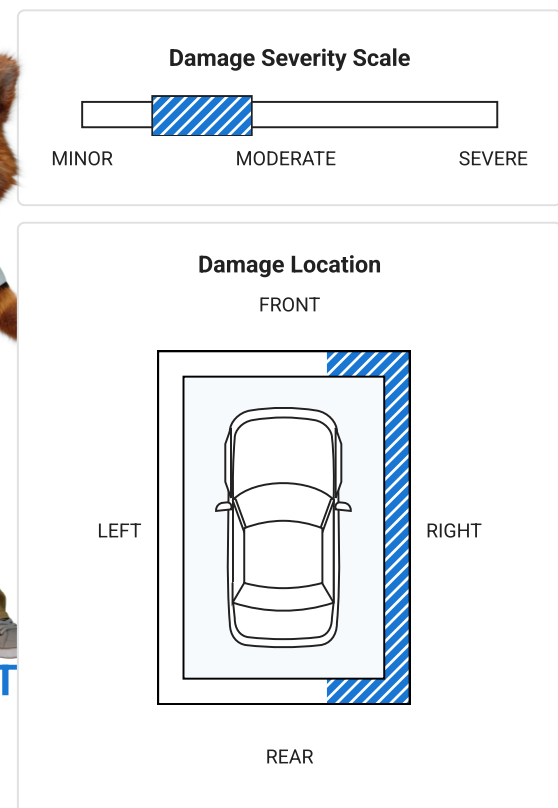 Damage Severity Scale
MINOR MODERATE SEVERE
Damage Location
FRONT
LEFT RIGHT
T
REAR